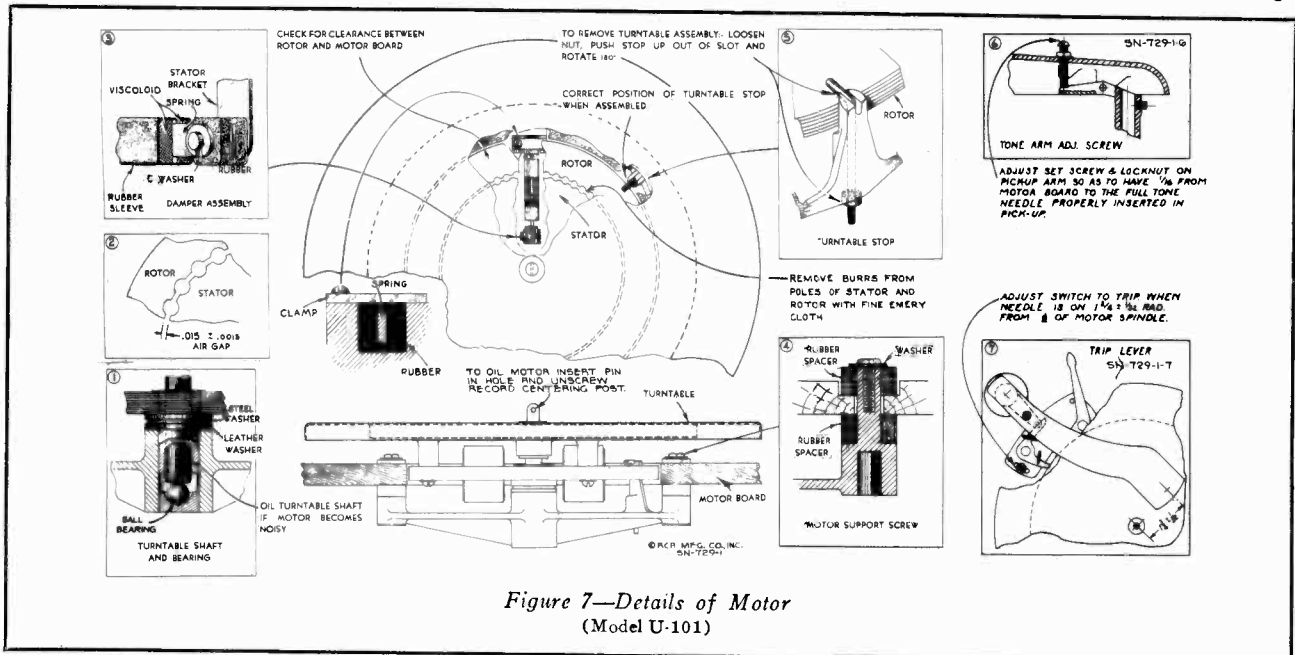 ③
STATOR
BRACKET
VISCOLOID
SPRING
C WASHER
RUBBER
RUBBER
SLEEVE
DAMPER ASSEMBLY
②
ROTOR
STATOR
.015 ± .0015
AIR GAP
①
STEEL
WASHER
LEATHER
WASHER
BALL
BEARING
OIL TURNTABLE SHAFT
IF MOTOR BECOMES
NOISY
TURNTABLE SHAFT
AND BEARING
CHECK FOR CLEARANCE BETWEEN
ROTOR AND MOTOR BOARD
TO REMOVE TURNTABLE ASSEMBLY:- LOOSEN
NUT, PUSH STOP UP OUT OF SLOT AND
ROTATE 180°
CORRECT POSITION OF TURNTABLE STOP
WHEN ASSEMBLED
ROTOR
STATOR
SPRING
CLAMP
RUBBER
REMOVE BURRS FROM
POLES OF STATOR AND
ROTOR WITH FINE EMERY
CLOTH
TO OIL MOTOR INSERT PIN
IN HOLE AND UNSCREW
RECORD CENTERING POST.
TURNTABLE
MOTOR BOARD
© RCA MFG. CO., INC.
SN-729-1
⑤
ROTOR
TURNTABLE STOP
④
RUBBER
SPACER
WASHER
RUBBER
SPACER
MOTOR SUPPORT SCREW
⑥
SN-729-1-6
TONE ARM ADJ. SCREW
ADJUST SET SCREW & LOCKNUT ON
PICKUP ARM SO AS TO HAVE 1/16 FROM
MOTOR BOARD TO THE FULL TONE
NEEDLE PROPERLY INSERTED IN
PICK-UP.
ADJUST SWITCH TO TRIP WHEN
NEEDLE IS ON 1 3/4 ± 1/32 RAD.
FROM ℄ OF MOTOR SPINDLE.
⑦
TRIP LEVER
SN-729-1-7
Figure 7—Details of Motor
(Model U-101)